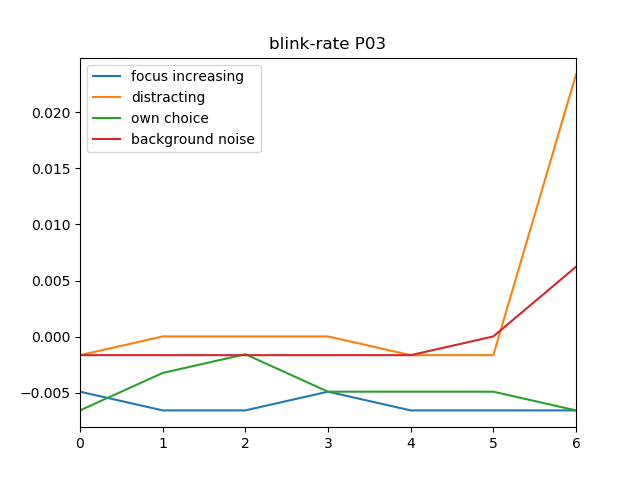 blink-rate P03
focus increasing
distracting
own choice
background noise
0.020
0.015
0.010
0.005
0.000
−0.005
0 1 2 3 4 5 6